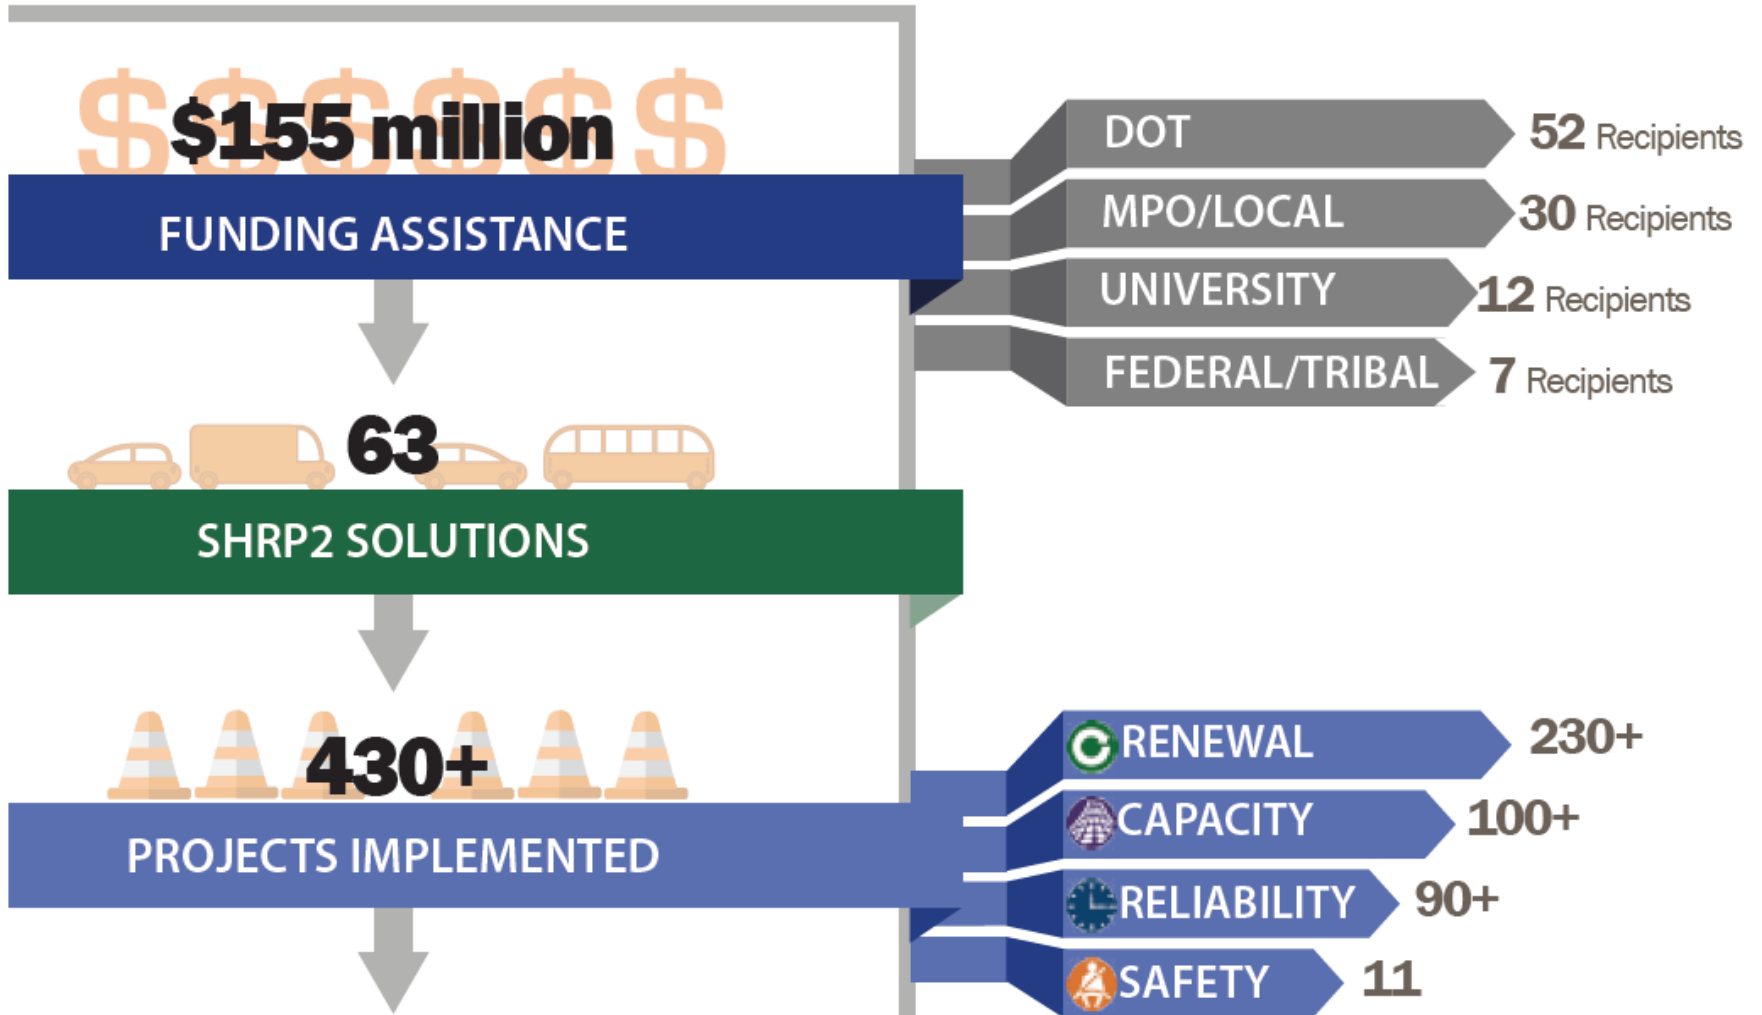 $155 million
FUNDING ASSISTANCE
DOT 52 Recipients
MPO/LOCAL 30 Recipients
UNIVERSITY 12 Recipients
FEDERAL/TRIBAL 7 Recipients
63
SHRP2 SOLUTIONS
430+
PROJECTS IMPLEMENTED
RENEWAL 230+
CAPACITY 100+
RELIABILITY 90+
SAFETY 11